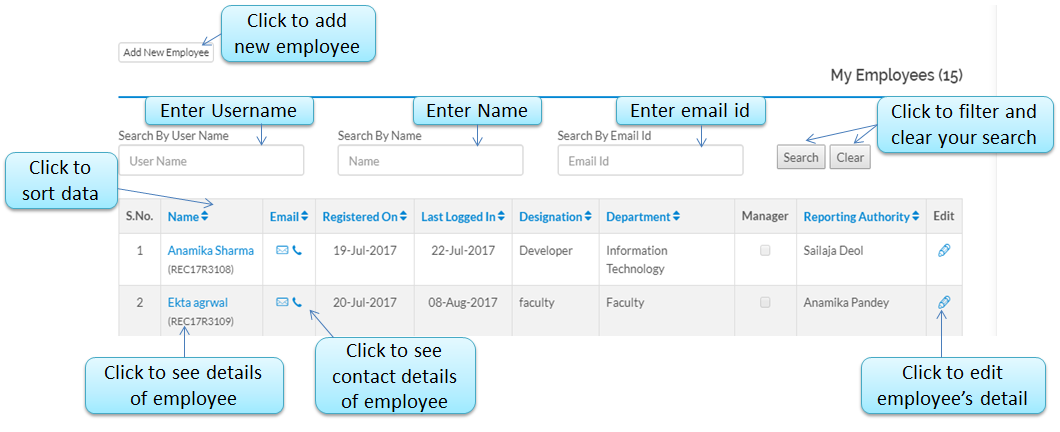 Click to add
new employee
Add New Employee
My Employees (15)
Enter Username
Enter Name
Enter email id
Click to filter and
clear your search
Search By User Name
Search By Name
Search By Email Id
User Name
Name
Email Id
Search
Clear
Click to
sort data
S.No. Name Email Registered On Last Logged In Designation Department Manager Reporting Authority Edit
1 Anamika Sharma 19-Jul-2017 22-Jul-2017 Developer Information Sailaja Deol
(REC17R3108) Technology
2 Ekta agrwal 20-Jul-2017 08-Aug-2017 faculty Faculty Anamika Pandey
(REC17R3109)
Click to see details
of employee
Click to see
contact details
of employee
Click to edit
employee's detail